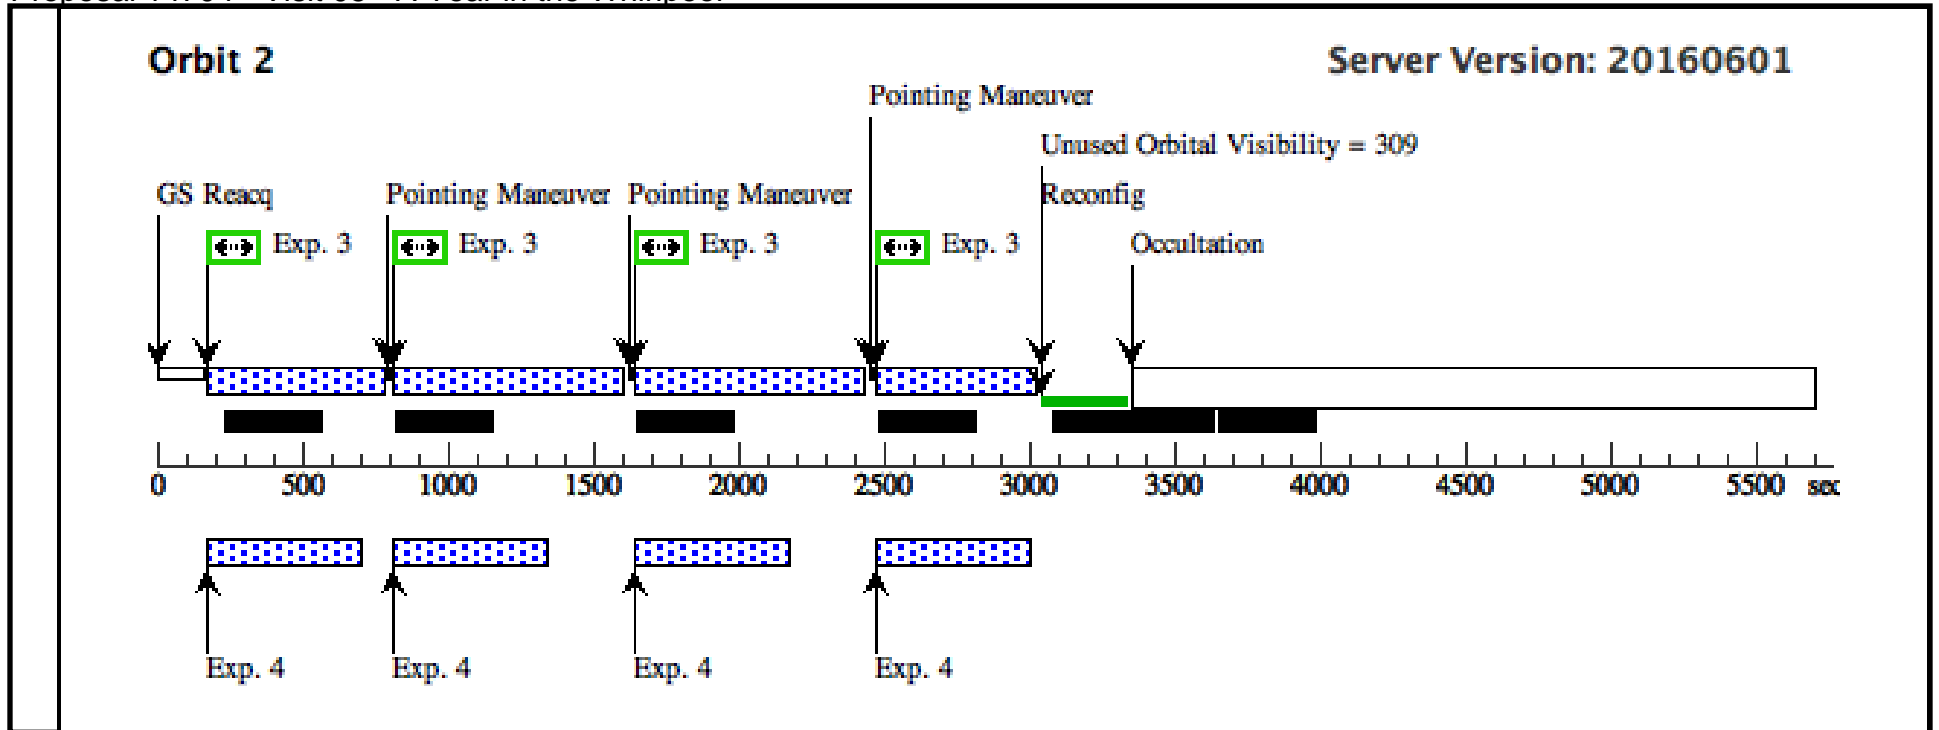 Orbit 2
Server Version: 20160601
Pointing Maneuver
Unused Orbital Visibility = 309
GS Reacq
Pointing Maneuver
Pointing Maneuver
Reconfig
Exp. 3
Exp. 3
Exp. 3
Exp. 3
Occultation
0 500 1000 1500 2000 2500 3000 3500 4000 4500 5000 5500 sec
Exp. 4
Exp. 4
Exp. 4
Exp. 4